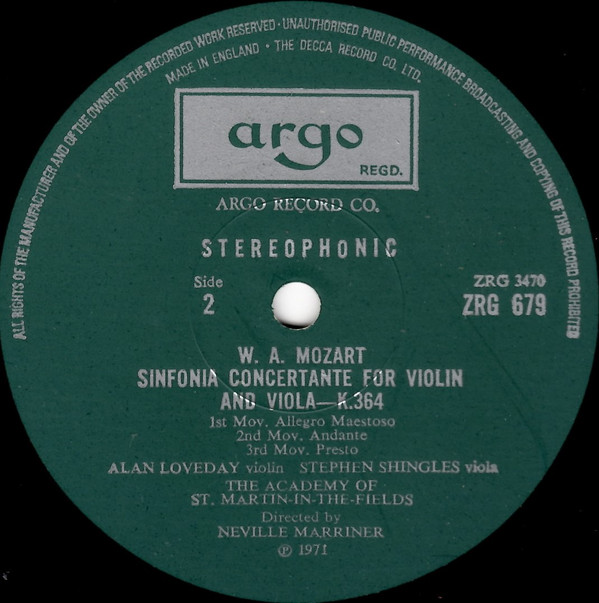 ALL RIGHTS OF THE MANUFACTURER AND OF THE OWNER OF THE RECORDED WORK RESERVED · UNAUTHORISED PUBLIC PERFORMANCE BROADCASTING AND COPYING OF THIS RECORD PROHIBITED
MADE IN ENGLAND · THE DECCA RECORD CO. LTD.
argo
REGD.
ARGO RECORD CO.
STEREOPHONIC
Side
2
ZRG 3470
ZRG 679
W. A. MOZART
SINFONIA CONCERTANTE FOR VIOLIN
AND VIOLA—K.364
1st Mov. Allegro Maestoso
2nd Mov. Andante
3rd Mov. Presto
ALAN LOVEDAY violin STEPHEN SHINGLES viola
THE ACADEMY OF
ST. MARTIN-IN-THE-FIELDS
Directed by
NEVILLE MARRINER
℗ 1971